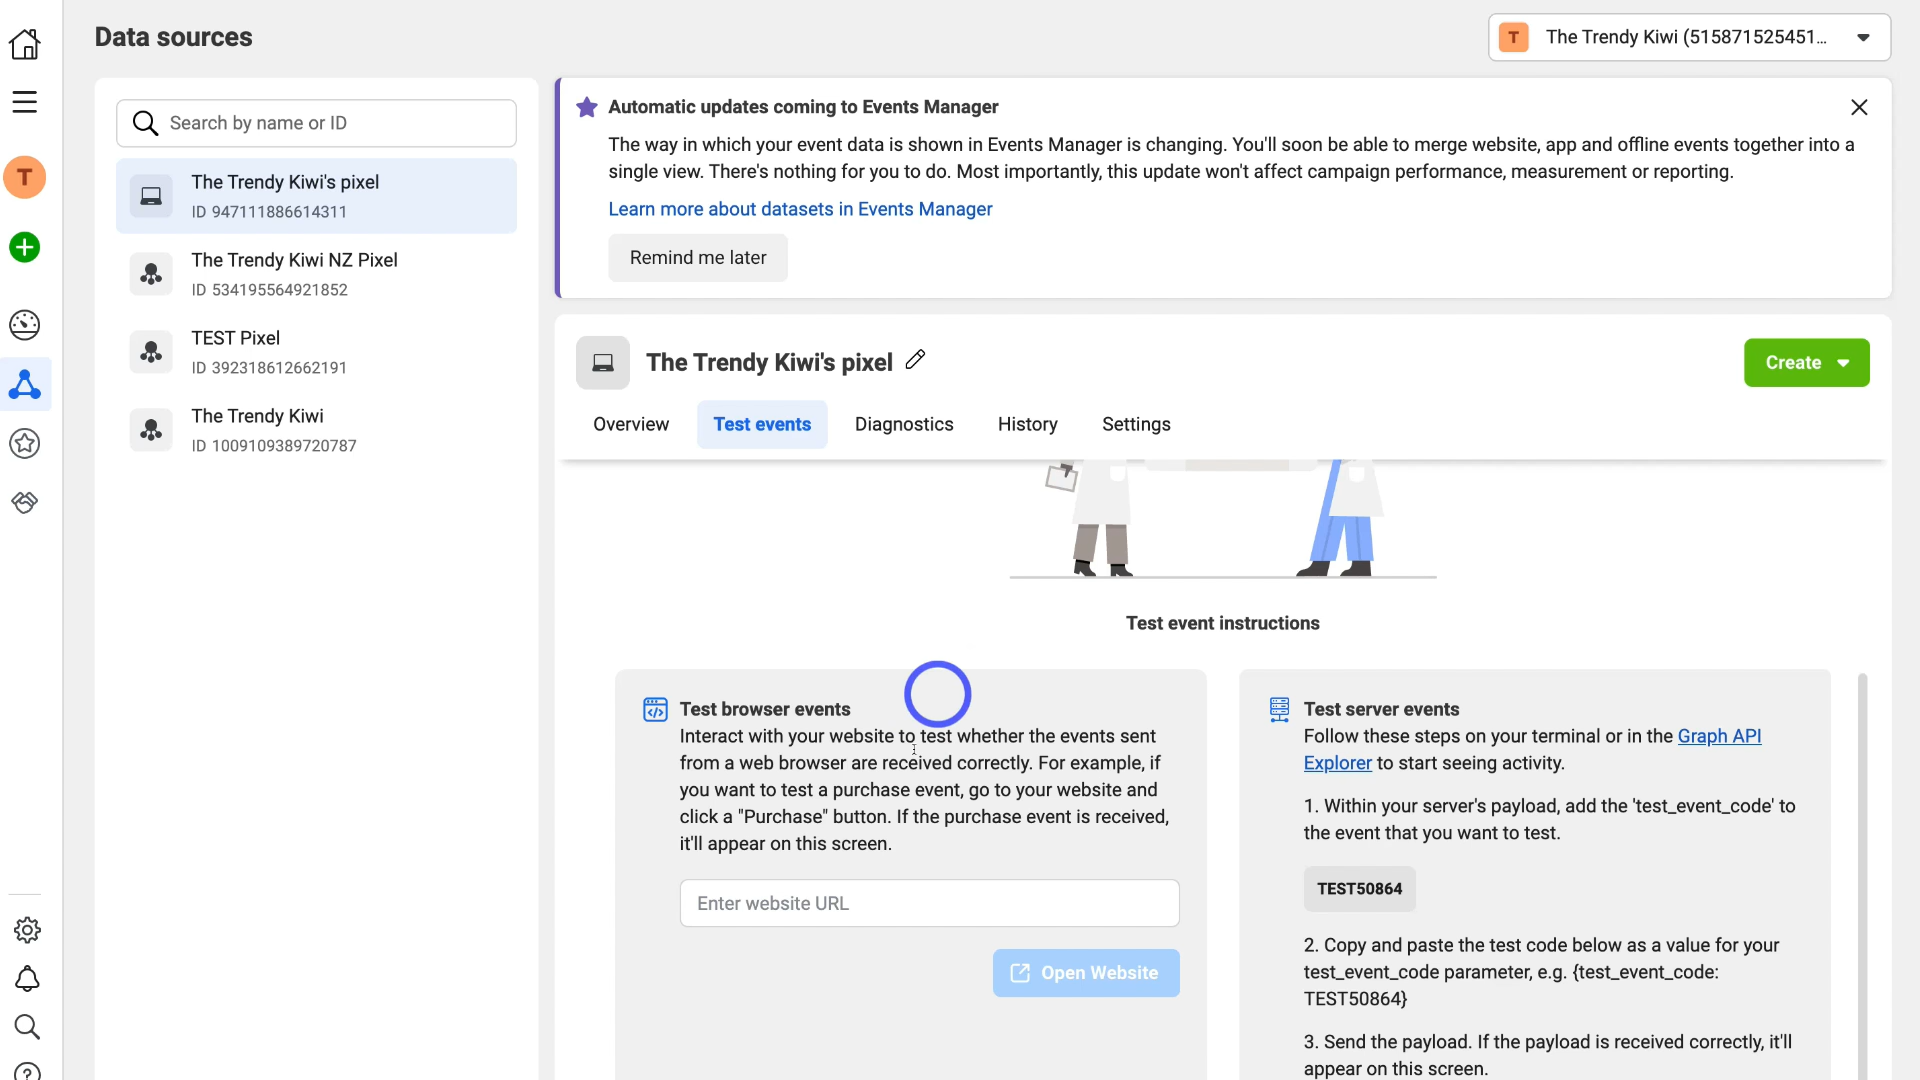 Data sources
T The Trendy Kiwi (515871525451...
Search by name or ID
T
The Trendy Kiwi's pixel
ID 947111886614311
The Trendy Kiwi NZ Pixel
ID 534195564921852
TEST Pixel
ID 392318612662191
The Trendy Kiwi
ID 1009109389720787
Automatic updates coming to Events Manager
The way in which your event data is shown in Events Manager is changing. You'll soon be able to merge website, app and offline events together into a
single view. There's nothing for you to do. Most importantly, this update won't affect campaign performance, measurement or reporting.
Learn more about datasets in Events Manager
Remind me later
The Trendy Kiwi's pixel
Create
Overview Test events Diagnostics History Settings
Test event instructions
Test browser events
Interact with your website to test whether the events sent
from a web browser are received correctly. For example, if
you want to test a purchase event, go to your website and
click a "Purchase" button. If the purchase event is received,
it'll appear on this screen.
Enter website URL
Open Website
Test server events
Follow these steps on your terminal or in the Graph API
Explorer to start seeing activity.
1. Within your server's payload, add the 'test_event_code' to
the event that you want to test.
TEST50864
2. Copy and paste the test code below as a value for your
test_event_code parameter, e.g. {test_event_code:
TEST50864}
3. Send the payload. If the payload is received correctly, it'll
appear on this screen.